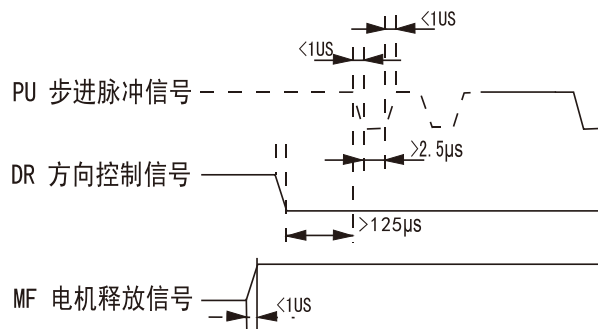 <1US
<1US
PU 步进脉冲信号
>2.5μs
DR 方向控制信号
>125μs
MF 电机释放信号
<1US